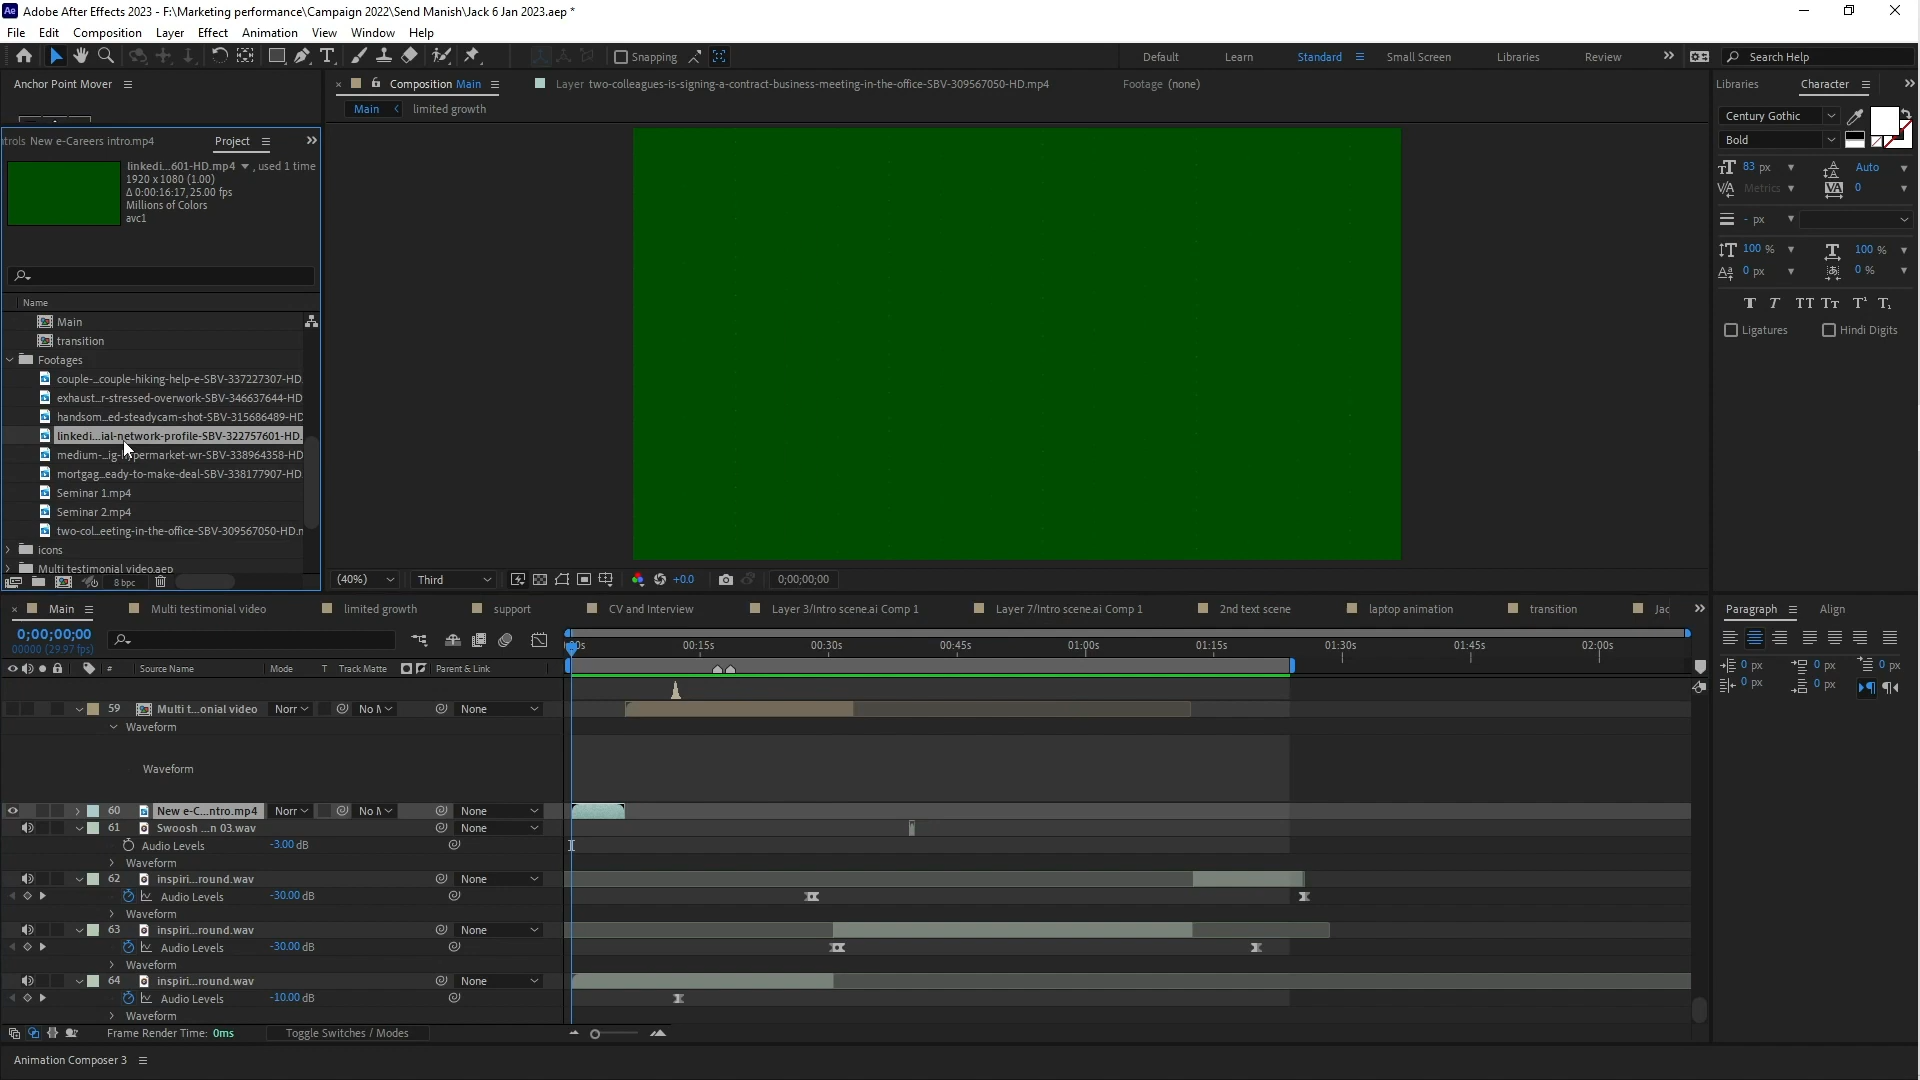 Ae Adobe After Effects 2023 - F:\Marketing performance\Campaign 2022\Send Manish\Jack 6 Jan 2023.aep *
File Edit Composition Layer Effect Animation View Window Help
Snapping Default Learn Standard Small Screen Libraries Review Search Help
Anchor Point Mover
Composition Main Layer two-colleagues-is-signing-a-contract-business-meeting-in-the-office-SBV-309567050-HD.mp4 Footage (none)
Main limited growth
Libraries Character
Century Gothic
Bold
83 px Auto
Metrics 0
- px
100 % 100 %
0 px 0 %
Ligatures Hindi Digits
trols New e-Careers intro.mp4 Project
linkedi...601-HD.mp4 , used 1 time
1920 x 1080 (1.00)
Δ 0:00:16:17, 25.00 fps
Millions of Colors
avc1
Name
Main
transition
Footages
couple-...couple-hiking-help-e-SBV-337227307-HD.
exhaust...r-stressed-overwork-SBV-346637644-HD
handsom...ed-steadycam-shot-SBV-315686489-HD
linkedi...ial-network-profile-SBV-322757601-HD.
medium-...ig-hypermarket-wr-SBV-338964358-HD
mortgag...eady-to-make-deal-SBV-338177907-HD
Seminar 1.mp4
Seminar 2.mp4
two-col...eeting-in-the-office-SBV-309567050-HD.m
icons
Multi testimonial video.aep
8 bpc
(40%) Third +0.0 0;00;00;00
Main Multi testimonial video limited growth support CV and Interview Layer 3/Intro scene.ai Comp 1 Layer 7/Intro scene.ai Comp 1 2nd text scene laptop animation transition Jac
0;00;00;00
00000 (29.97 fps)
00s 00:15s 00:30s 00:45s 01:00s 01:15s 01:30s 01:45s 02:00s
# Source Name Mode T Track Matte Parent & Link
59 Multi t...onial video Norr No M None
Waveform
Waveform
60 New e-C...ntro.mp4 Norr No M None
61 Swoosh ...n 03.wav None
Audio Levels -3.00 dB
Waveform
62 inspiri...round.wav None
Audio Levels -30.00 dB
Waveform
63 inspiri...round.wav None
Audio Levels -30.00 dB
Waveform
64 inspiri...round.wav None
Audio Levels -10.00 dB
Waveform
Frame Render Time: 0ms Toggle Switches / Modes
Paragraph Align
0 px 0 px 0 px
0 px 0 px
Animation Composer 3